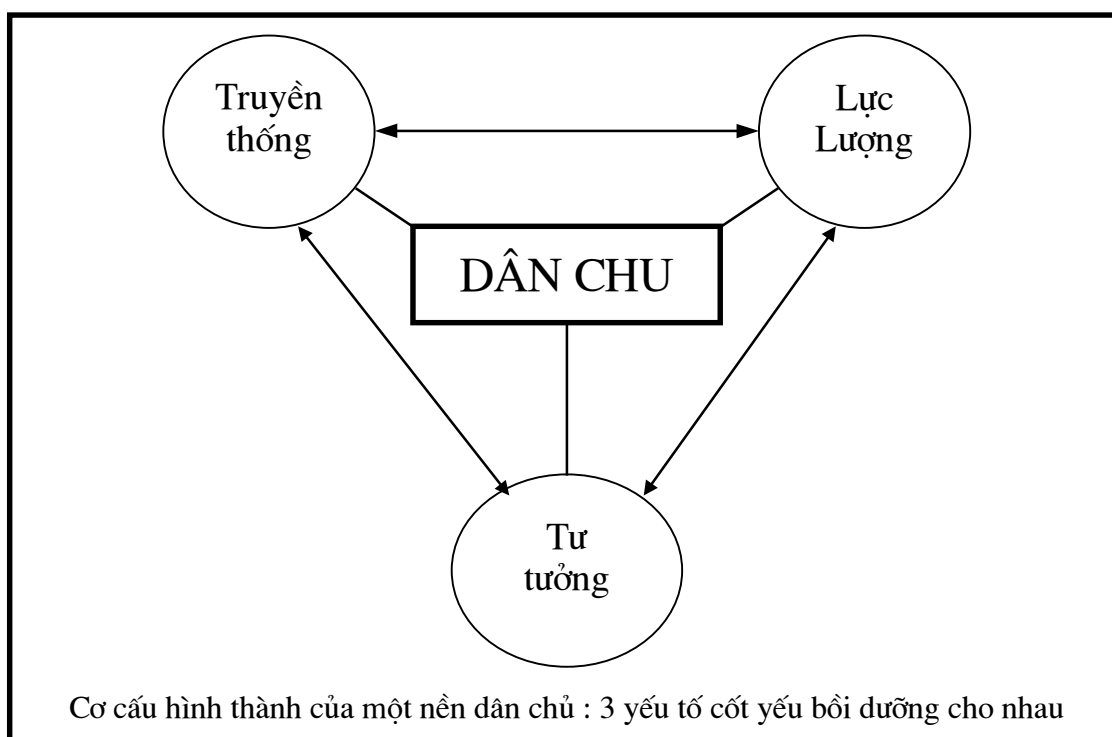 Truyền
thống
Lực
Lượng
DÂN CHU
Tư
tưởng
Cơ cấu hình thành của một nền dân chủ : 3 yếu tố cốt yếu bồi dưỡng cho nhau